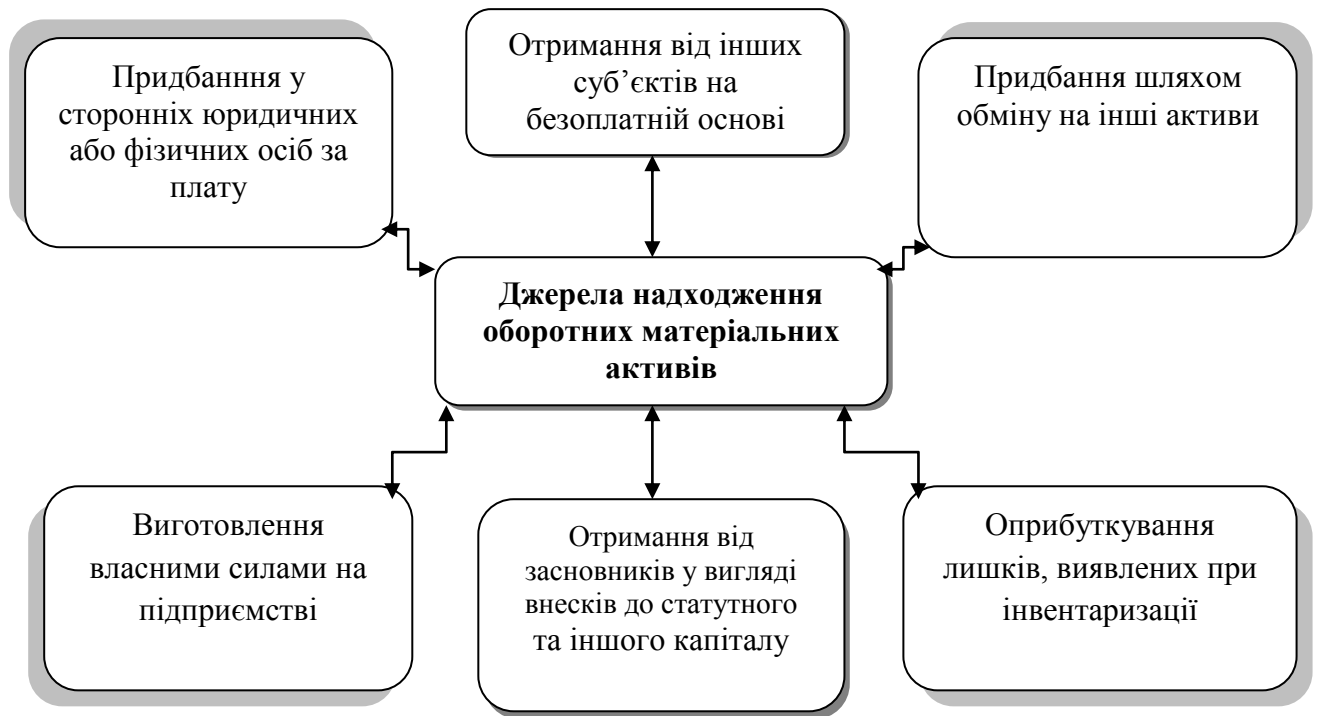 Придбанння у
сторонніх юридичних
або фізичних осіб за
плату
Отримання від інших
суб’єктів на
безоплатній основі
Придбання шляхом
обміну на інші активи
Джерела надходження
оборотних матеріальних
активів
Виготовлення
власними силами на
підприємстві
Отримання від
засновників у вигляді
внесків до статутного
та іншого капіталу
Оприбуткування
лишків, виявлених при
інвентаризації